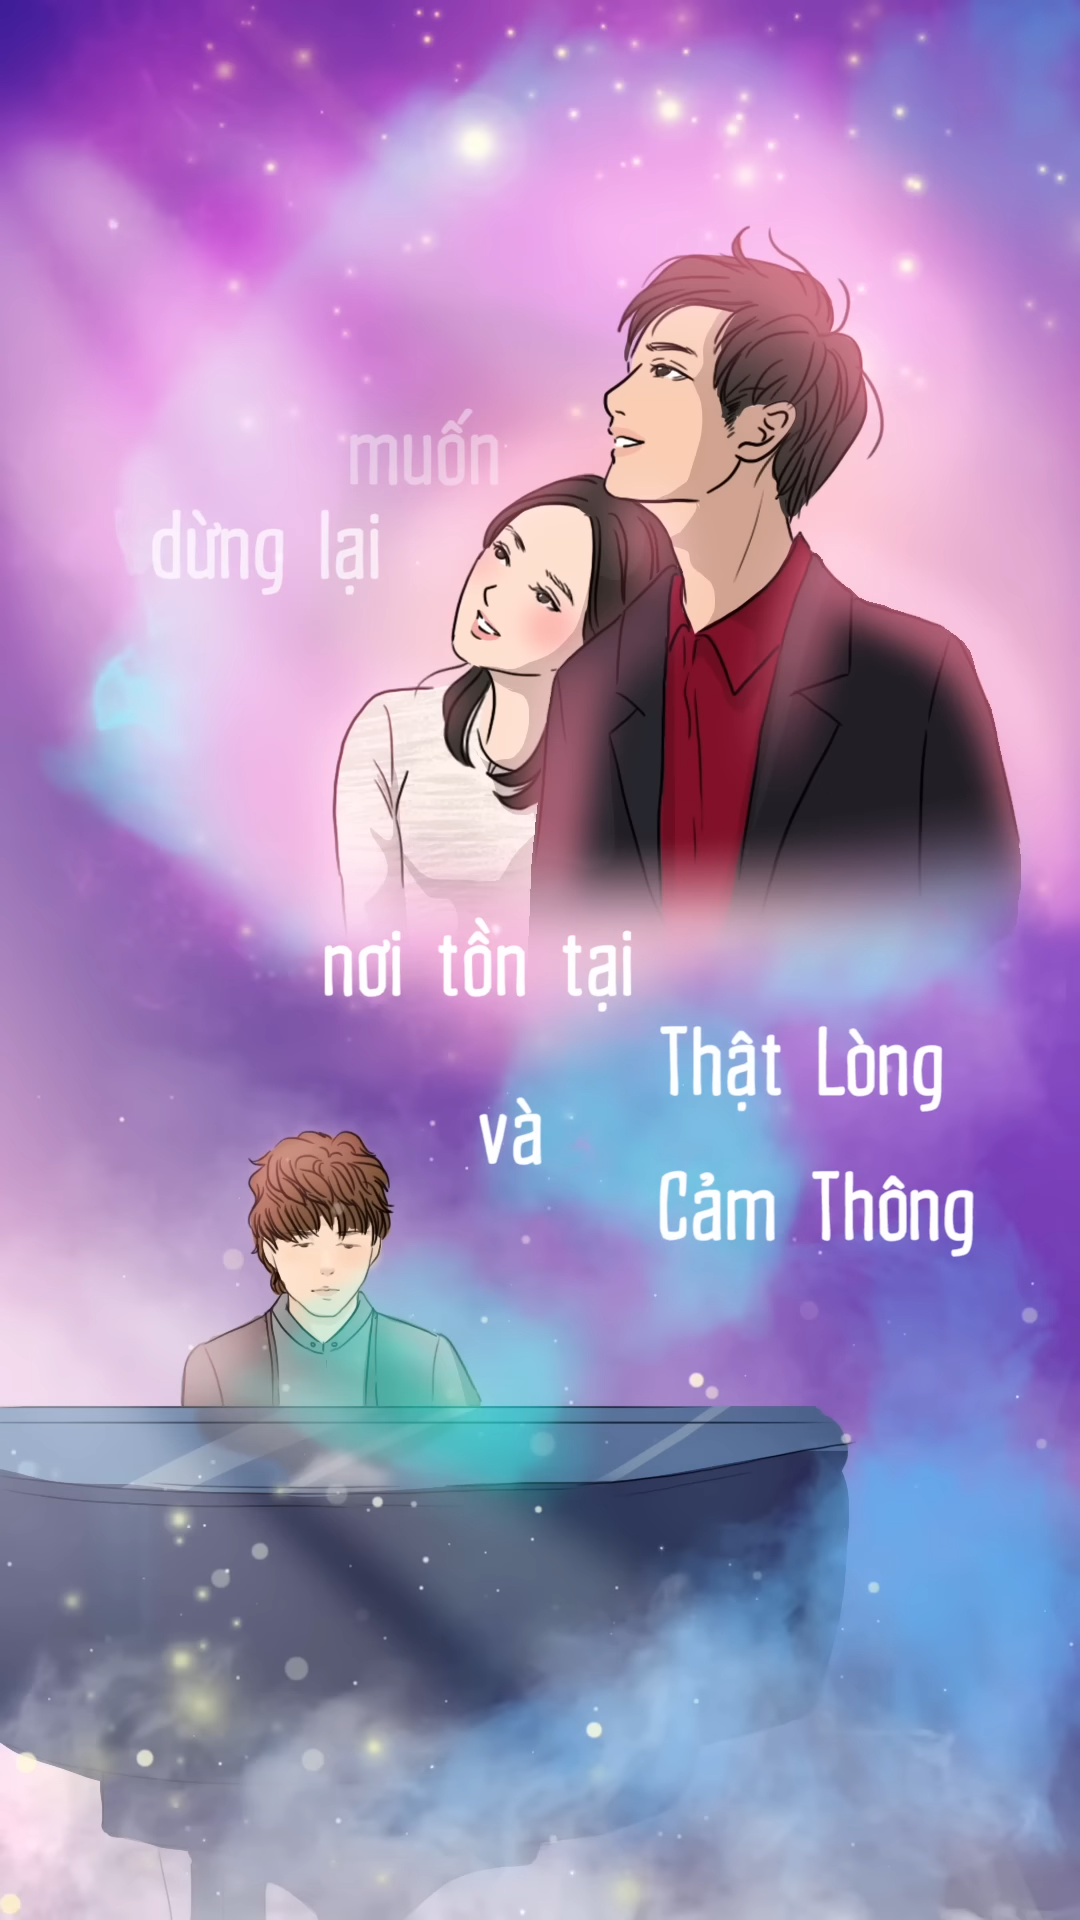 muốn
dừng lại
nơi tồn tại
Thật Lòng
và
Cảm Thông